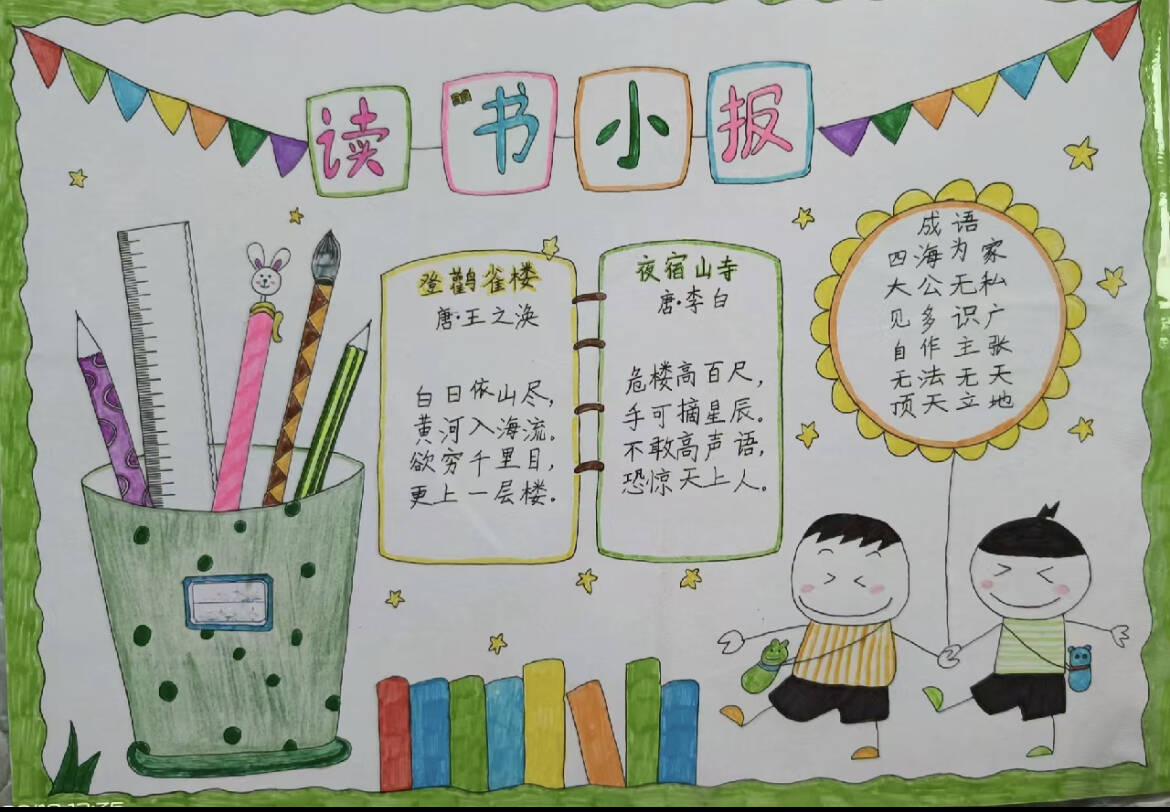 读书小报
登鹳雀楼
唐·王之涣
白日依山尽,
黄河入海流。
欲穷千里目,
更上一层楼。
夜宿山寺
唐·李白
危楼高百尺,
手可摘星辰。
不敢高声语,
恐惊天上人。
成语
四海为家
大公无私
见多识广
自作主张
无法无天
顶天立地